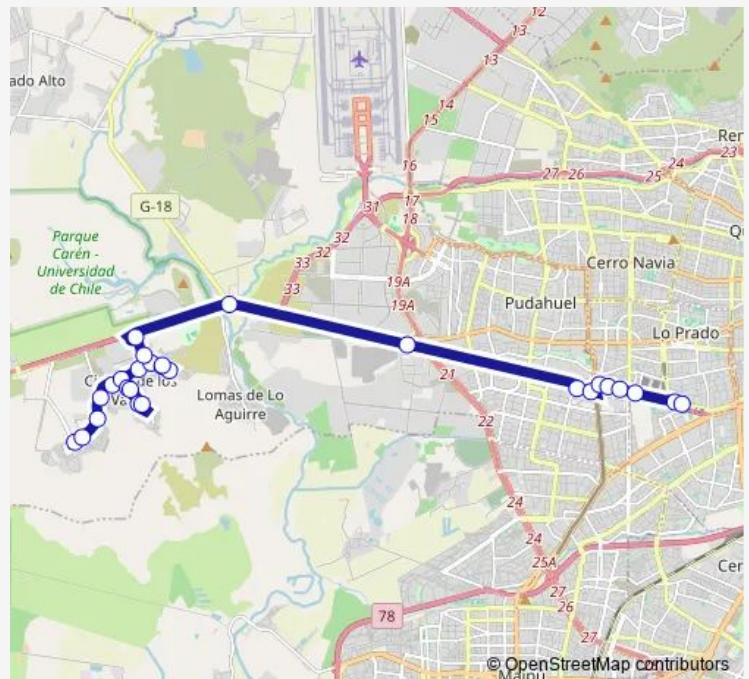 12
13
13
ado Alto
14
15
Ren
24
23
16
27
26
25
G-18
31
17
18
32
32
Parque
Carén -
Universidad
de Chile
33
33
Cerro Navia
19A
19A
Pudahuel
Lo Prado
21
Lomas de Lo
Aguirre
22
24
24
25A
27
26
27
Cer
78
Maipú
© OpenStreetMap contributors